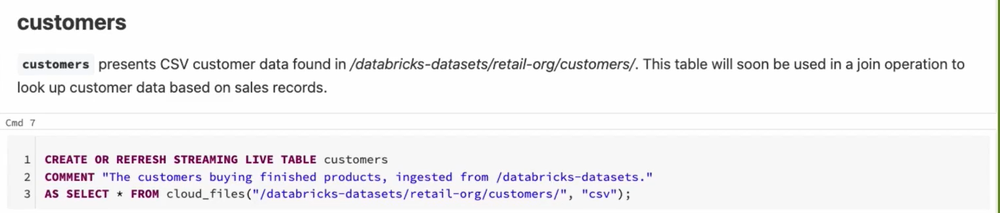 customers
customers presents CSV customer data found in /databricks-datasets/retail-org/customers/. This table will soon be used in a join operation to
look up customer data based on sales records.
Cmd 7
1 CREATE OR REFRESH STREAMING LIVE TABLE customers
2 COMMENT "The customers buying finished products, ingested from /databricks-datasets."
3 AS SELECT * FROM cloud_files("/databricks-datasets/retail-org/customers/", "csv");